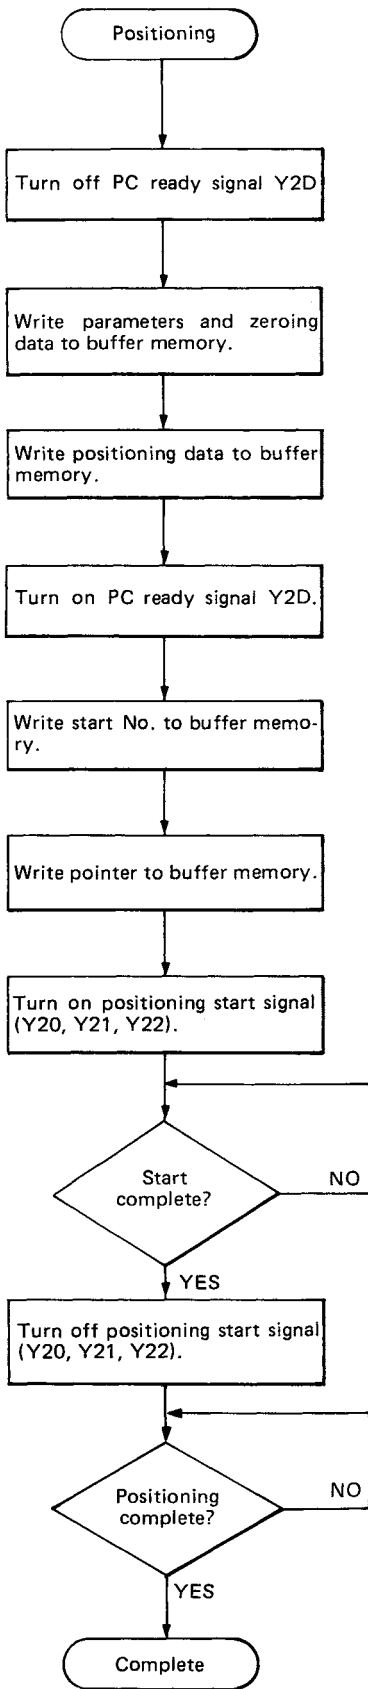 Positioning
Turn off PC ready signal Y2D
Write parameters and zeroing
data to buffer memory.
Write positioning data to buffer
memory.
Turn on PC ready signal Y2D.
Write start No. to buffer memo-
ry.
Write pointer to buffer memory.
Turn on positioning start signal
(Y20, Y21, Y22).
Start
complete?
NO
YES
Turn off positioning start signal
(Y20, Y21, Y22).
Positioning
complete?
NO
YES
Complete